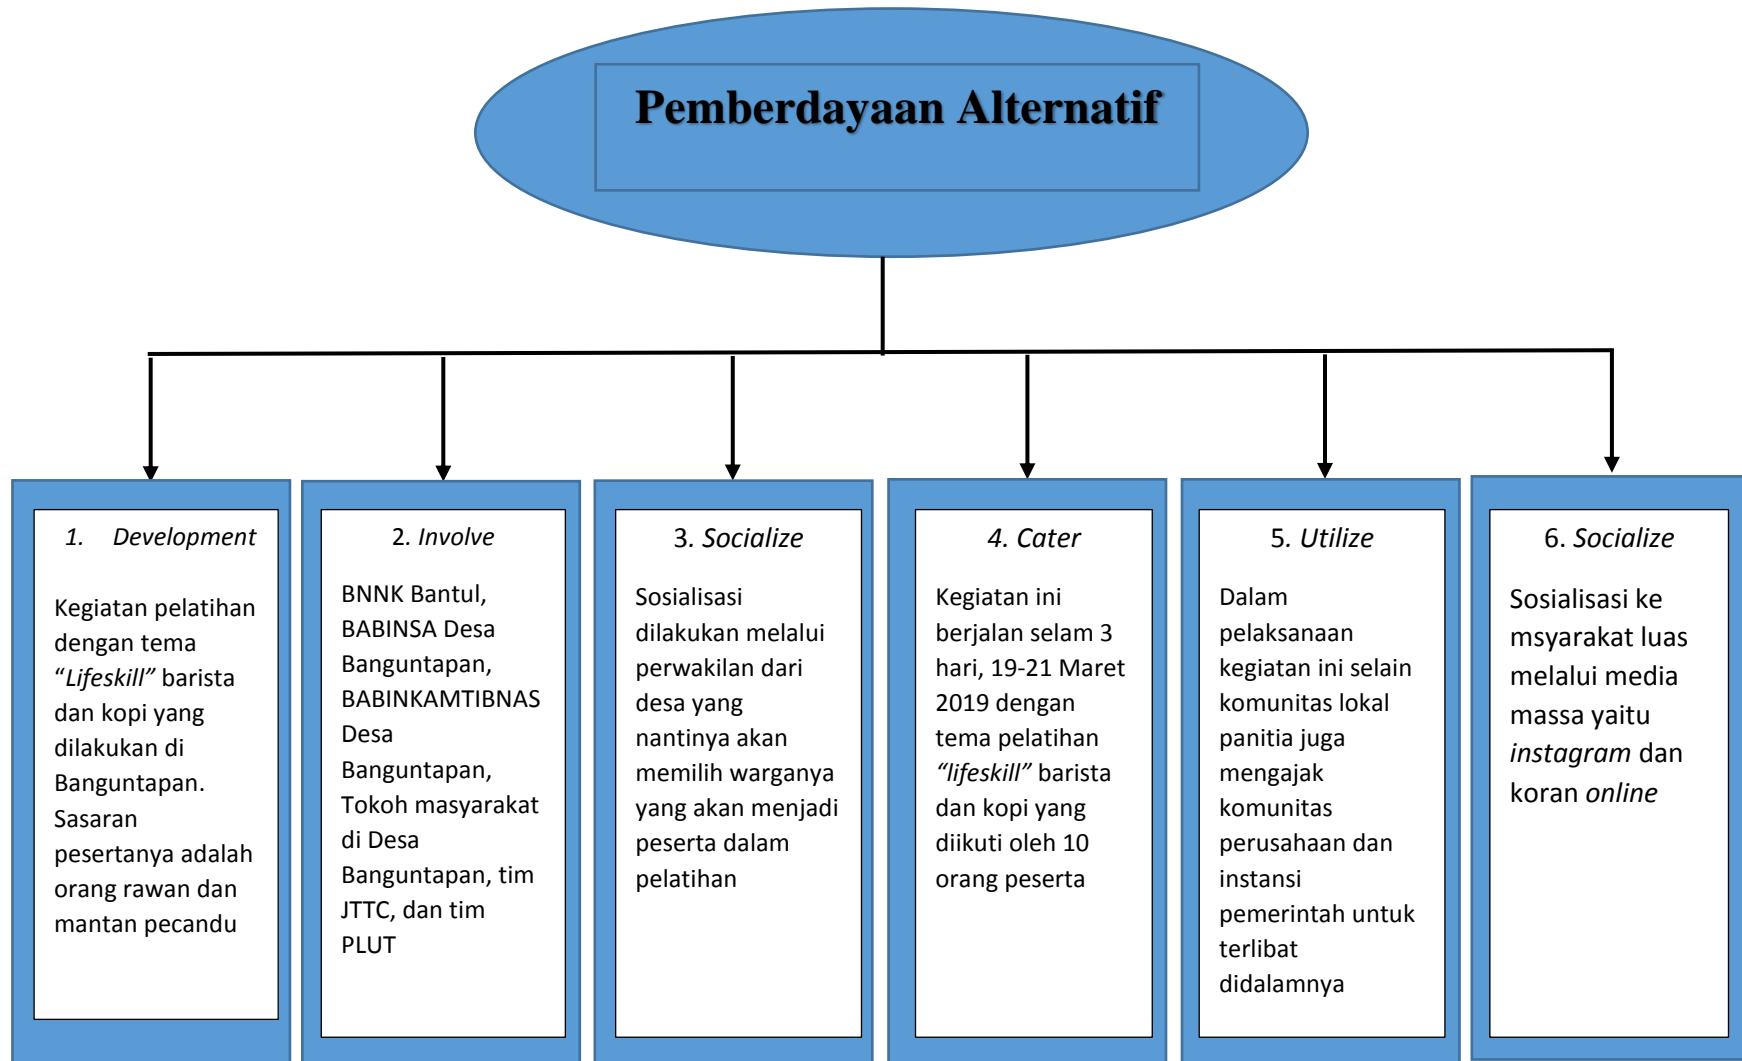 Pemberdayaan Alternatif
1. Development
Kegiatan pelatihan
dengan tema
“Lifeskill” barista
dan kopi yang
dilakukan di
Banguntapan.
Sasaran
pesertanya adalah
orang rawan dan
mantan pecandu
2. Involve
BNNK Bantul,
BABINSA Desa
Banguntapan,
BABINKAMTIBNAS
Desa
Banguntapan,
Tokoh masyarakat
di Desa
Banguntapan, tim
JTTC, dan tim
PLUT
3. Socialize
Sosialisasi
dilakukan melalui
perwakilan dari
desa yang
nantinya akan
memilih warganya
yang akan menjadi
peserta dalam
pelatihan
4. Cater
Kegiatan ini
berjalan selam 3
hari, 19-21 Maret
2019 dengan
tema pelatihan
“lifeskill” barista
dan kopi yang
diikuti oleh 10
orang peserta
5. Utilize
Dalam
pelaksanaan
kegiatan ini selain
komunitas lokal
panitia juga
mengajak
komunitas
perusahaan dan
instansi
pemerintah untuk
terlibat
didalamnya
6. Socialize
Sosialisasi ke
msyarakat luas
melalui media
massa yaitu
instagram dan
koran online